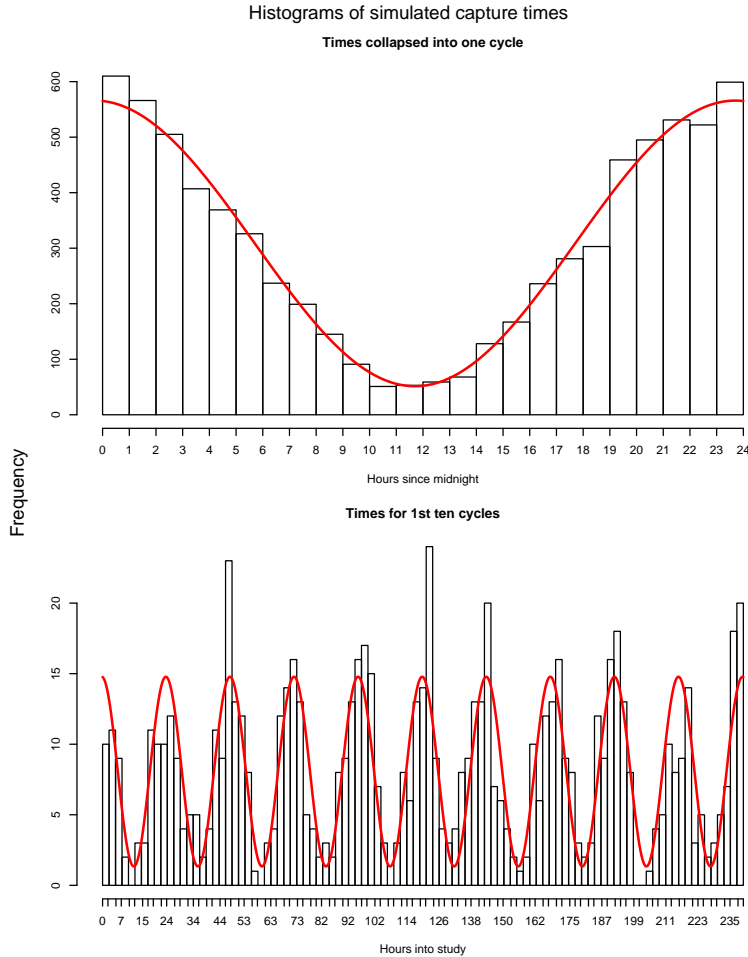 Histograms of simulated capture times
Times collapsed into one cycle
600
500
400
300
200
100
0
0 1 2 3 4 5 6 7 8 9 10 11 12 13 14 15 16 17 18 19 20 21 22 23 24
Hours since midnight
Frequency
Times for 1st ten cycles
20
15
10
5
0
0 7 15 24 34 44 53 63 73 83 92 102 114 126 138 150 162 175 187 199 211 223 235
Hours into study